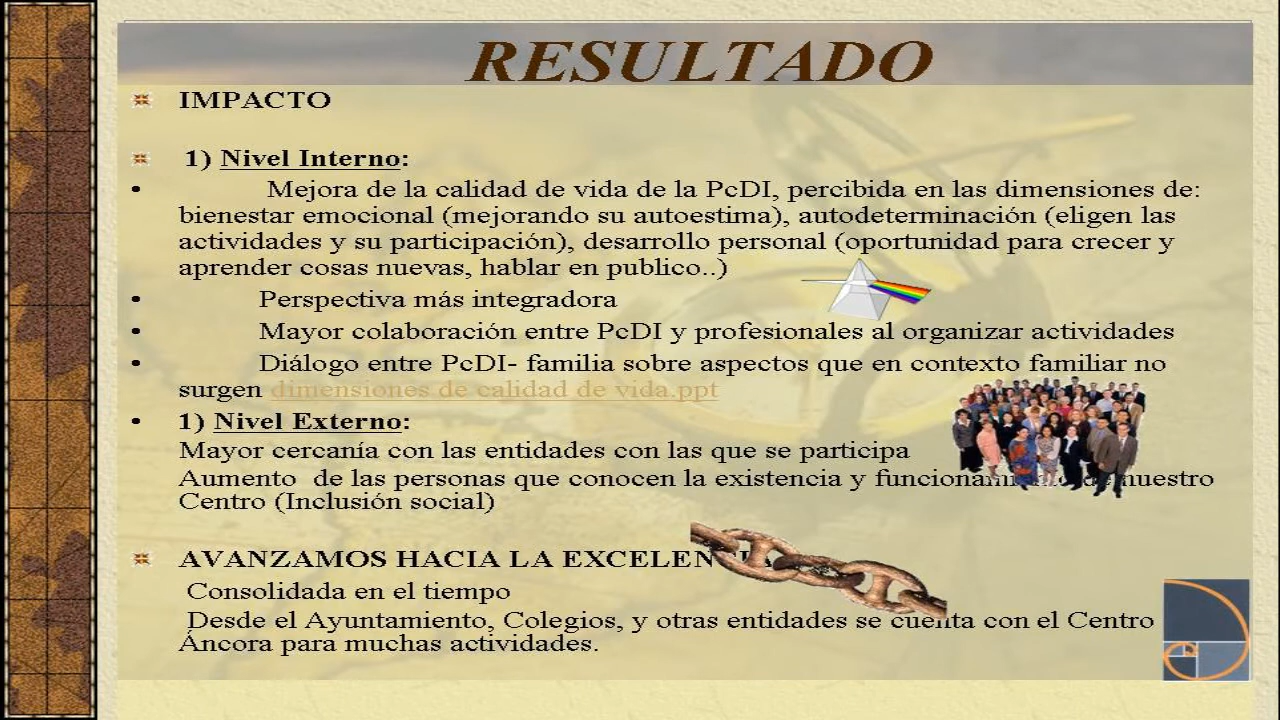 RESULTADO
IMPACTO
1) Nivel Interno:
• Mejora de la calidad de vida de la PcDI, percibida en las dimensiones de:
bienestar emocional (mejorando su autoestima), autodeterminación (eligen las
actividades y su participación), desarrollo personal (oportunidad para crecer y
aprender cosas nuevas, hablar en publico..)
• Perspectiva más integradora
• Mayor colaboración entre PcDI y profesionales al organizar actividades
• Diálogo entre PcDI- familia sobre aspectos que en contexto familiar no
surgen dimensiones de calidad de vida.ppt
• 1) Nivel Externo:
Mayor cercanía con las entidades con las que se participa
Aumento de las personas que conocen la existencia y funcionamiento de nuestro
Centro (Inclusión social)
AVANZAMOS HACIA LA EXCELENCIA
Consolidada en el tiempo
Desde el Ayuntamiento, Colegios, y otras entidades se cuenta con el Centro
Áncora para muchas actividades.